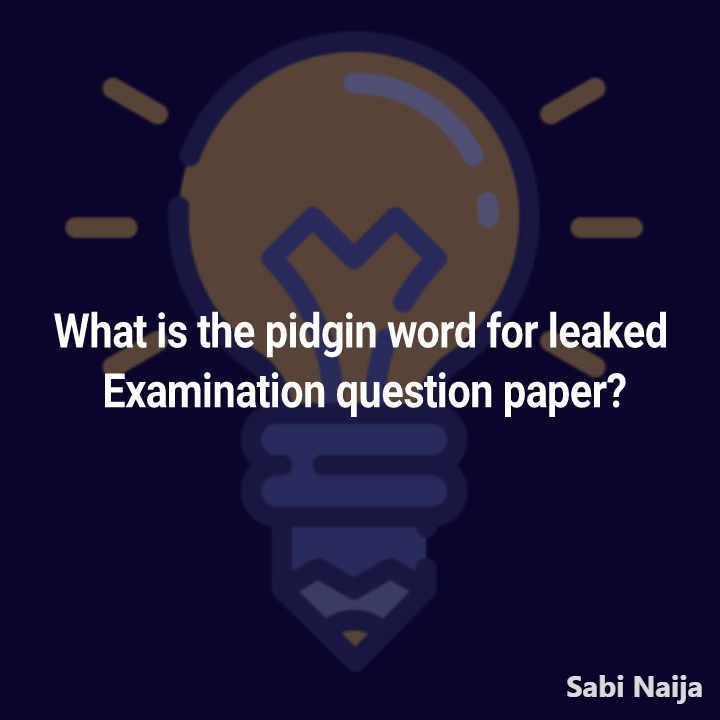 What is the pidgin word for leaked
Examination question paper?
Sabi Naija